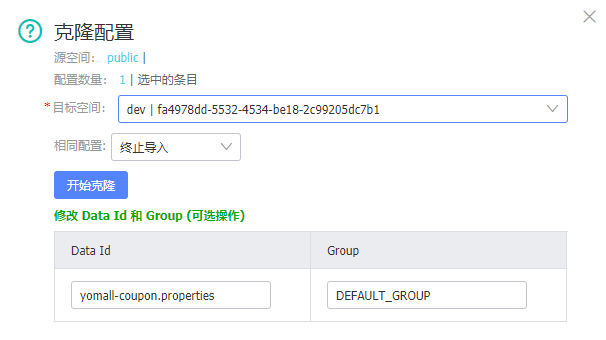 克隆配置
源空间： public |
配置数量： 1 | 选中的条目
* 目标空间： dev | fa4978dd-5532-4534-be18-2c99205dc7b1
相同配置: 终止导入
开始克隆
修改 Data Id 和 Group (可选操作)
Data Id Group
yomall-coupon.properties DEFAULT_GROUP